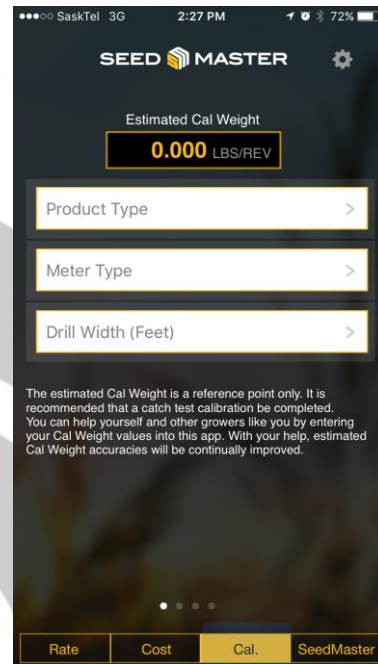 SaskTel 3G 2:27 PM 72%
SEED MASTER
Estimated Cal Weight
0.000 LBS/REV
Product Type >
Meter Type >
Drill Width (Feet) >
The estimated Cal Weight is a reference point only. It is
recommended that a catch test calibration be completed.
You can help yourself and other growers like you by entering
your Cal Weight values into this app. With your help, estimated
Cal Weight accuracies will be continually improved.
Rate Cost Cal. SeedMaster